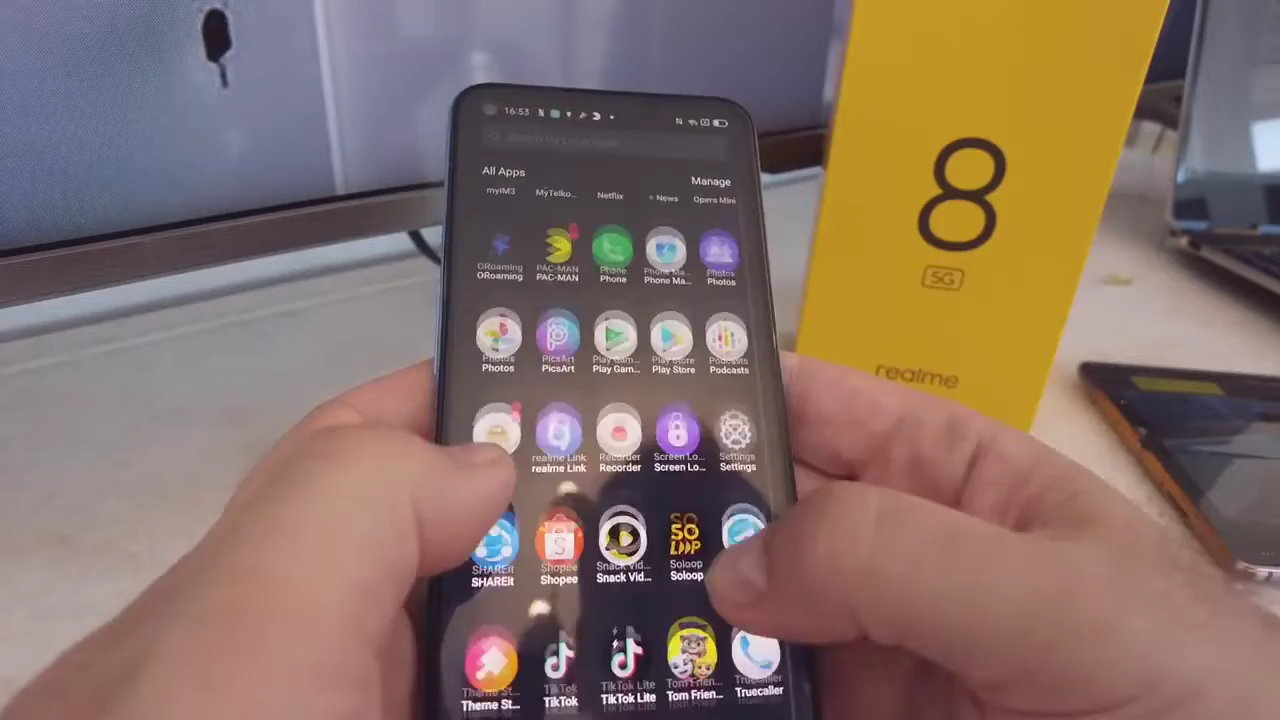 16:53
All Apps
Manage
myIM3 MyTelko... Netflix News Opera Mini
ORoaming PAC-MAN Phone Phone Ma... Photos
Photos PicsArt Play Gam... Play Store Podcasts
realme Link Recorder Screen Lo... Settings
SHAREit Shopee Snack Vid... Soloop
Theme St... TikTok TikTok Lite Tom Frien... Truecaller
8
5G
realme